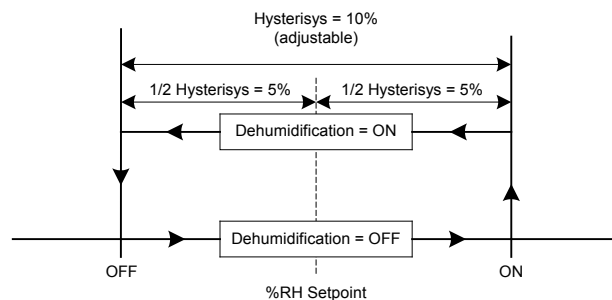 Hysterisys = 10%
(adjustable)
1/2 Hysterisys = 5%
1/2 Hysterisys = 5%
Dehumidification = ON
Dehumidification = OFF
OFF
ON
%RH Setpoint